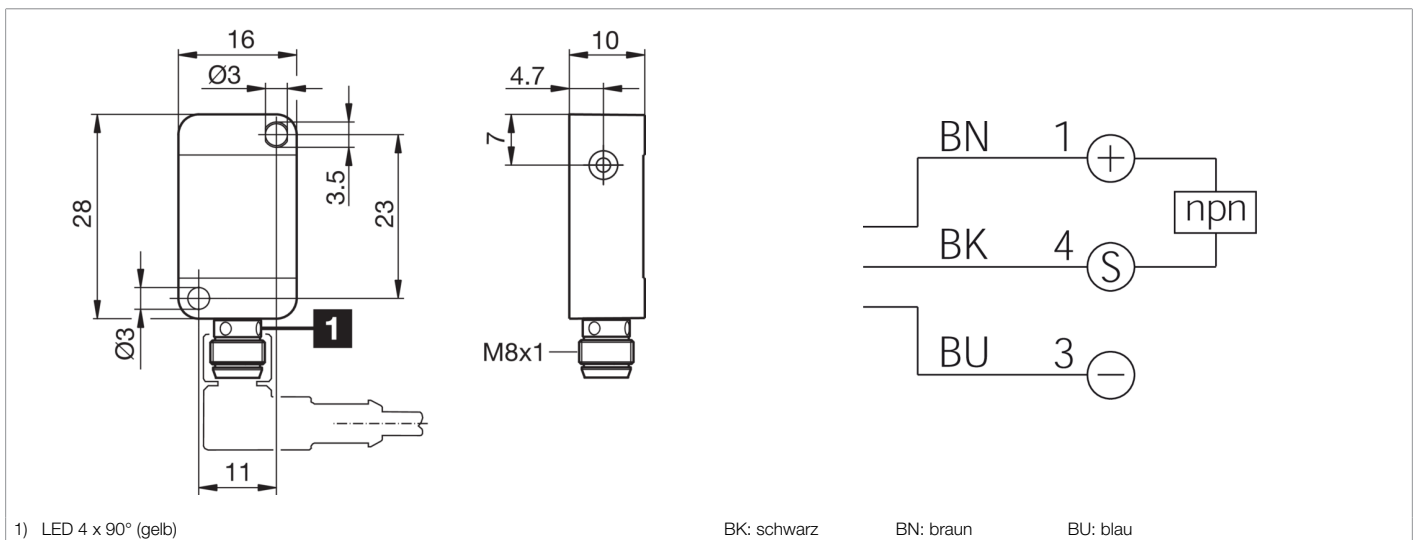 16
Ø3
28
3.5
23
Ø3
1
11
10
4.7
7
M8x1
BN 1 +
npn
BK 4 S
BU 3 −
1) LED 4 x 90° (gelb)
BK: schwarz BN: braun BU: blau